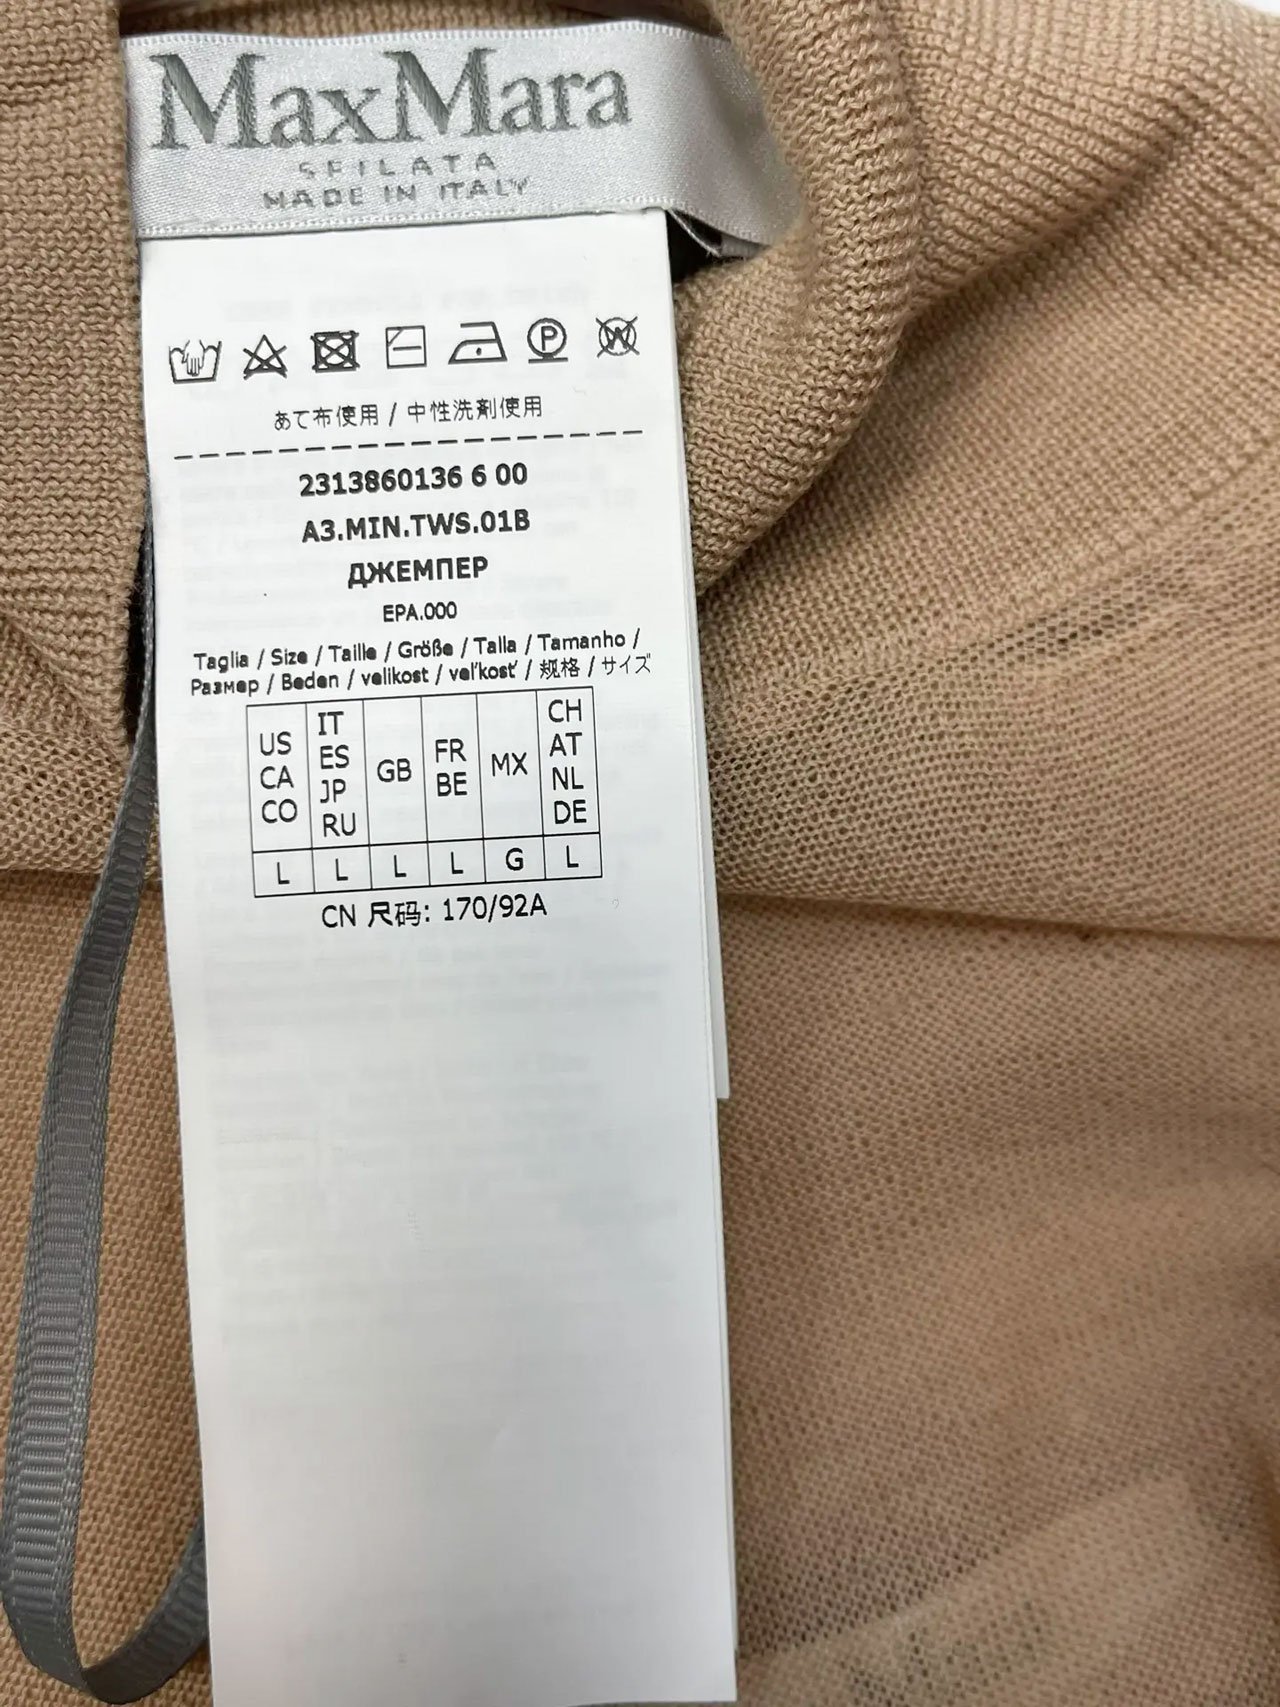 MaxMara
SFILATA
MADE IN ITALY
P
W
あて布使用 / 中性洗剤使用
2313860136 6 00
A3.MIN.TWS.01B
ДЖЕМПЕР
EPA.000
Taglia / Size / Taille / Größe / Talla / Tamanho /
Размер / Beden / velikost / veľkosť / 规格 / サイズ
US CA CO
IT ES JP RU
GB
FR BE
MX
CH AT NL DE
L L L L G L
CN 尺码: 170/92A